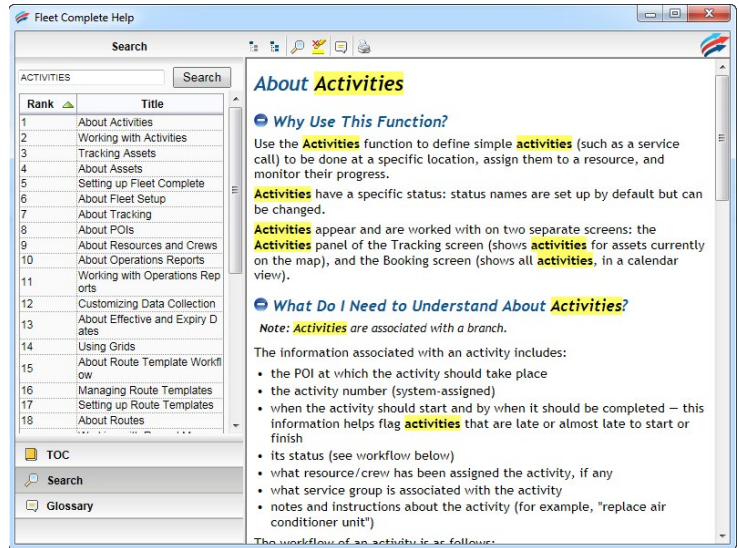 Fleet Complete Help
Search
ACTIVITIES
Search
Rank Title
1 About Activities
2 Working with Activities
3 Tracking Assets
4 About Assets
5 Setting up Fleet Complete
6 About Fleet Setup
7 About Tracking
8 About POIs
9 About Resources and Crews
10 About Operations Reports
11 Working with Operations Rep
orts
12 Customizing Data Collection
13 About Effective and Expiry D
ates
14 Using Grids
15 About Route Template Workfl
ow
16 Managing Route Templates
17 Setting up Route Templates
18 About Routes
TOC
Search
Glossary
About Activities
Why Use This Function?
Use the Activities function to define simple activities (such as a service
call) to be done at a specific location, assign them to a resource, and
monitor their progress.
Activities have a specific status: status names are set up by default but can
be changed.
Activities appear and are worked with on two separate screens: the
Activities panel of the Tracking screen (shows activities for assets currently
on the map), and the Booking screen (shows all activities, in a calendar
view).
What Do I Need to Understand About Activities?
Note: Activities are associated with a branch.
The information associated with an activity includes:
• the POI at which the activity should take place
• the activity number (system-assigned)
• when the activity should start and by when it should be completed — this
information helps flag activities that are late or almost late to start or
finish
• its status (see workflow below)
• what resource/crew has been assigned the activity, if any
• what service group is associated with the activity
• notes and instructions about the activity (for example, "replace air
conditioner unit")
The workflow of an activity is as follows: